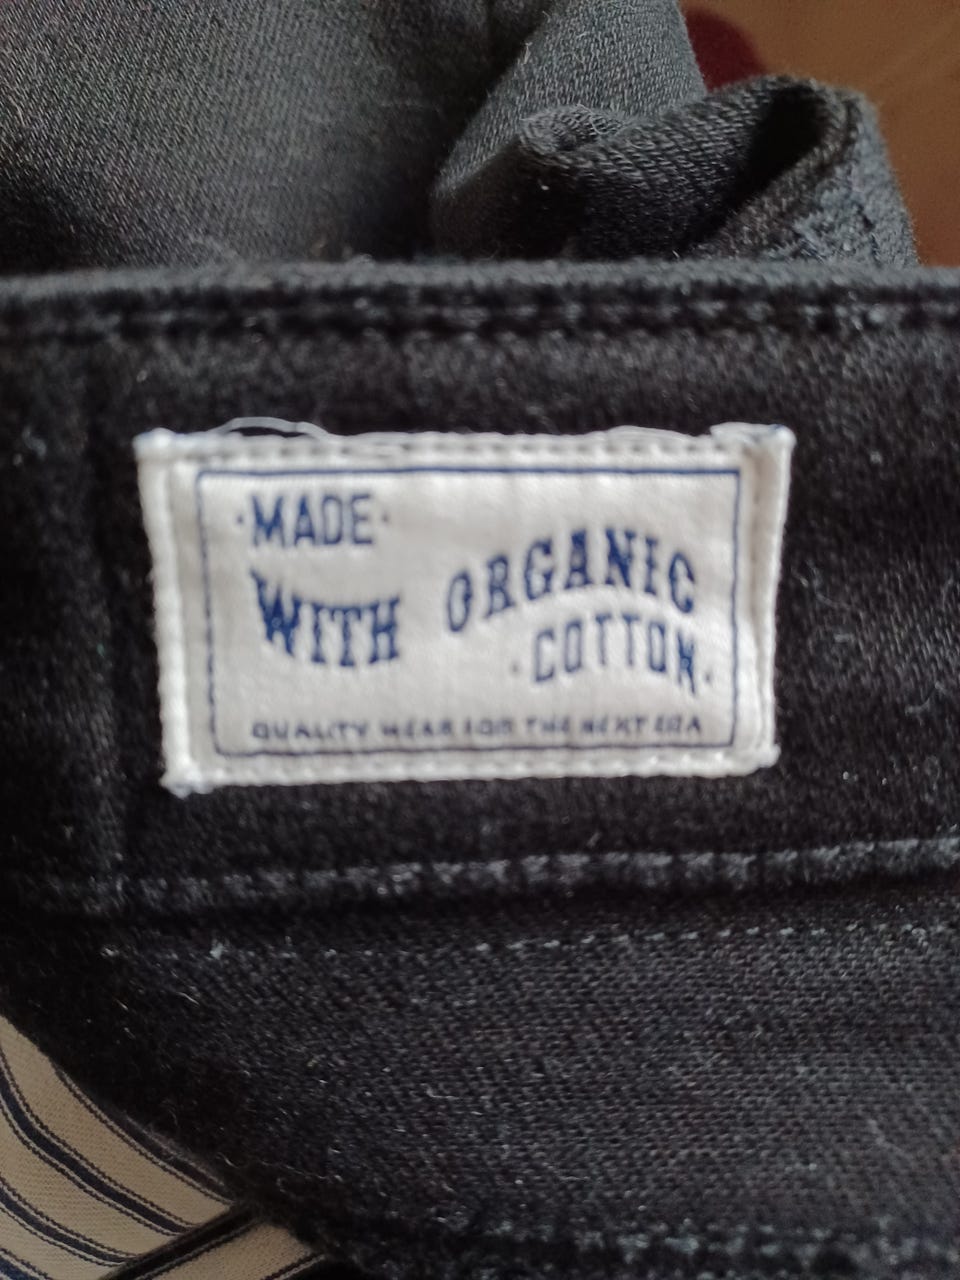 ·MADE·
WITH
ORGANIC
·COTTON·
QUALITY WEAR FOR THE NEXT ERA